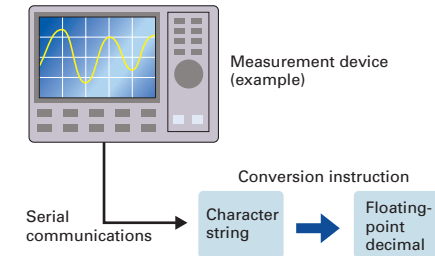 Measurement device
(example)
Conversion instruction
Serial
communications
Character
string
Floating-
point
decimal